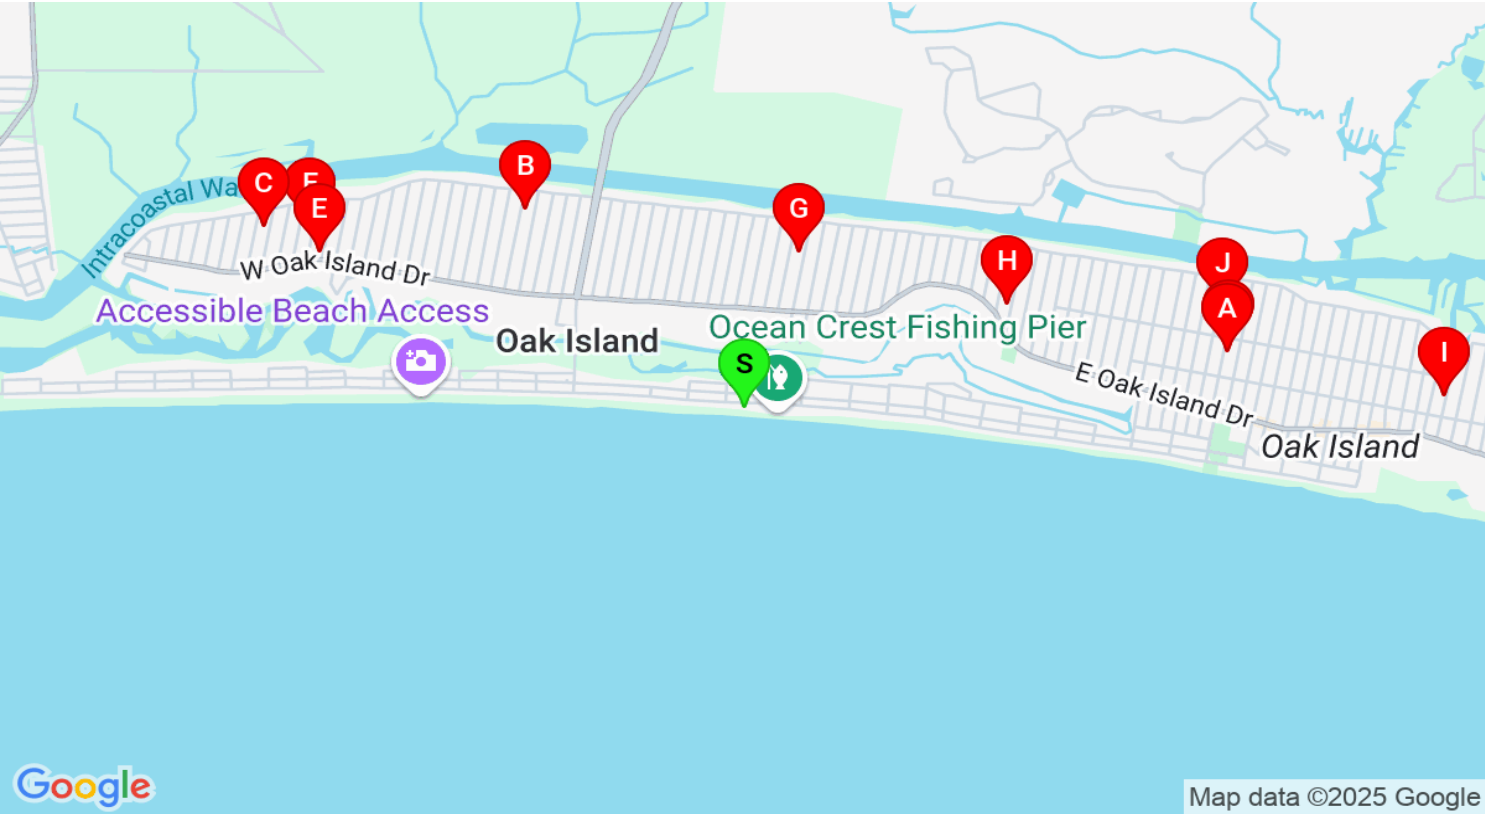 B
C
E
G
Intracoastal Wa
W Oak Island Dr
H
J
Accessible Beach Access
Ocean Crest Fishing Pier
A
Oak Island
S
I
E Oak Island Dr
Oak Island
Google
Map data ©2025 Google